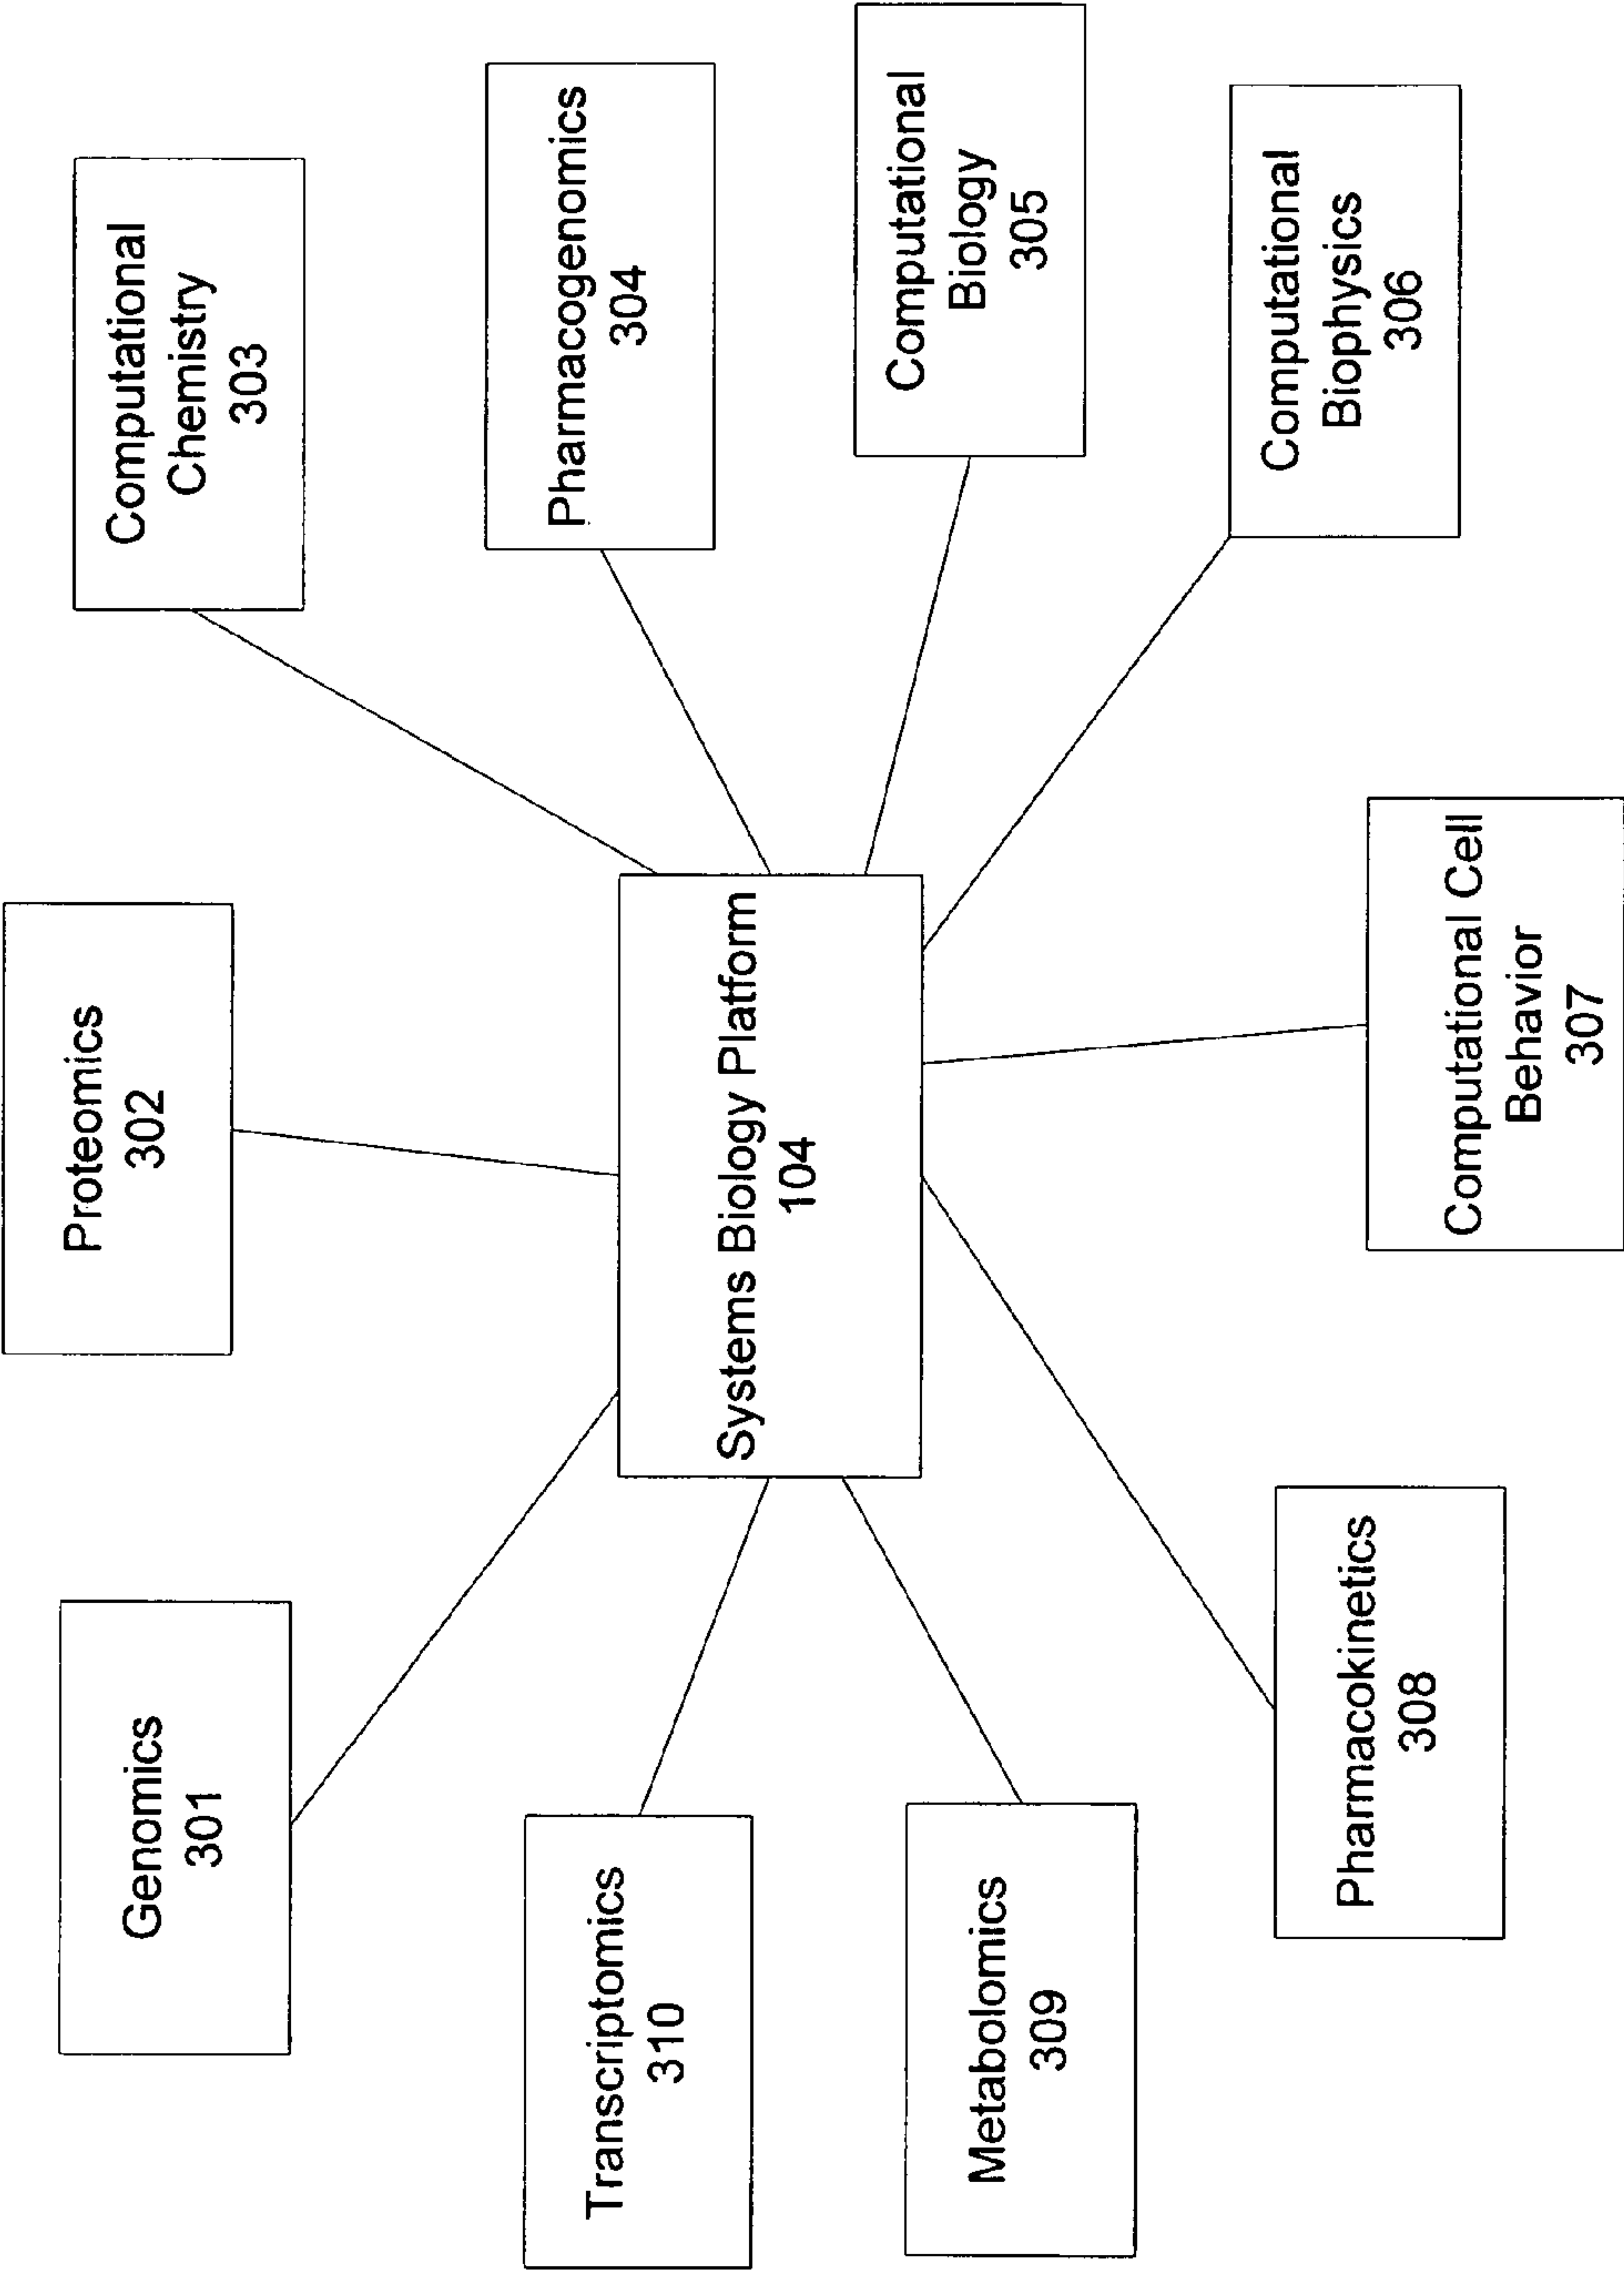 Genomics
301
Proteomics
302
Computational
Chemistry
303
Transcriptomics
310
Systems Biology Platform
104
Pharmacogenomics
304
Metabolomics
309
Computational
Biology
305
Pharmacokinetics
308
Computational Cell
Behavior
307
Computational
Biophysics
306